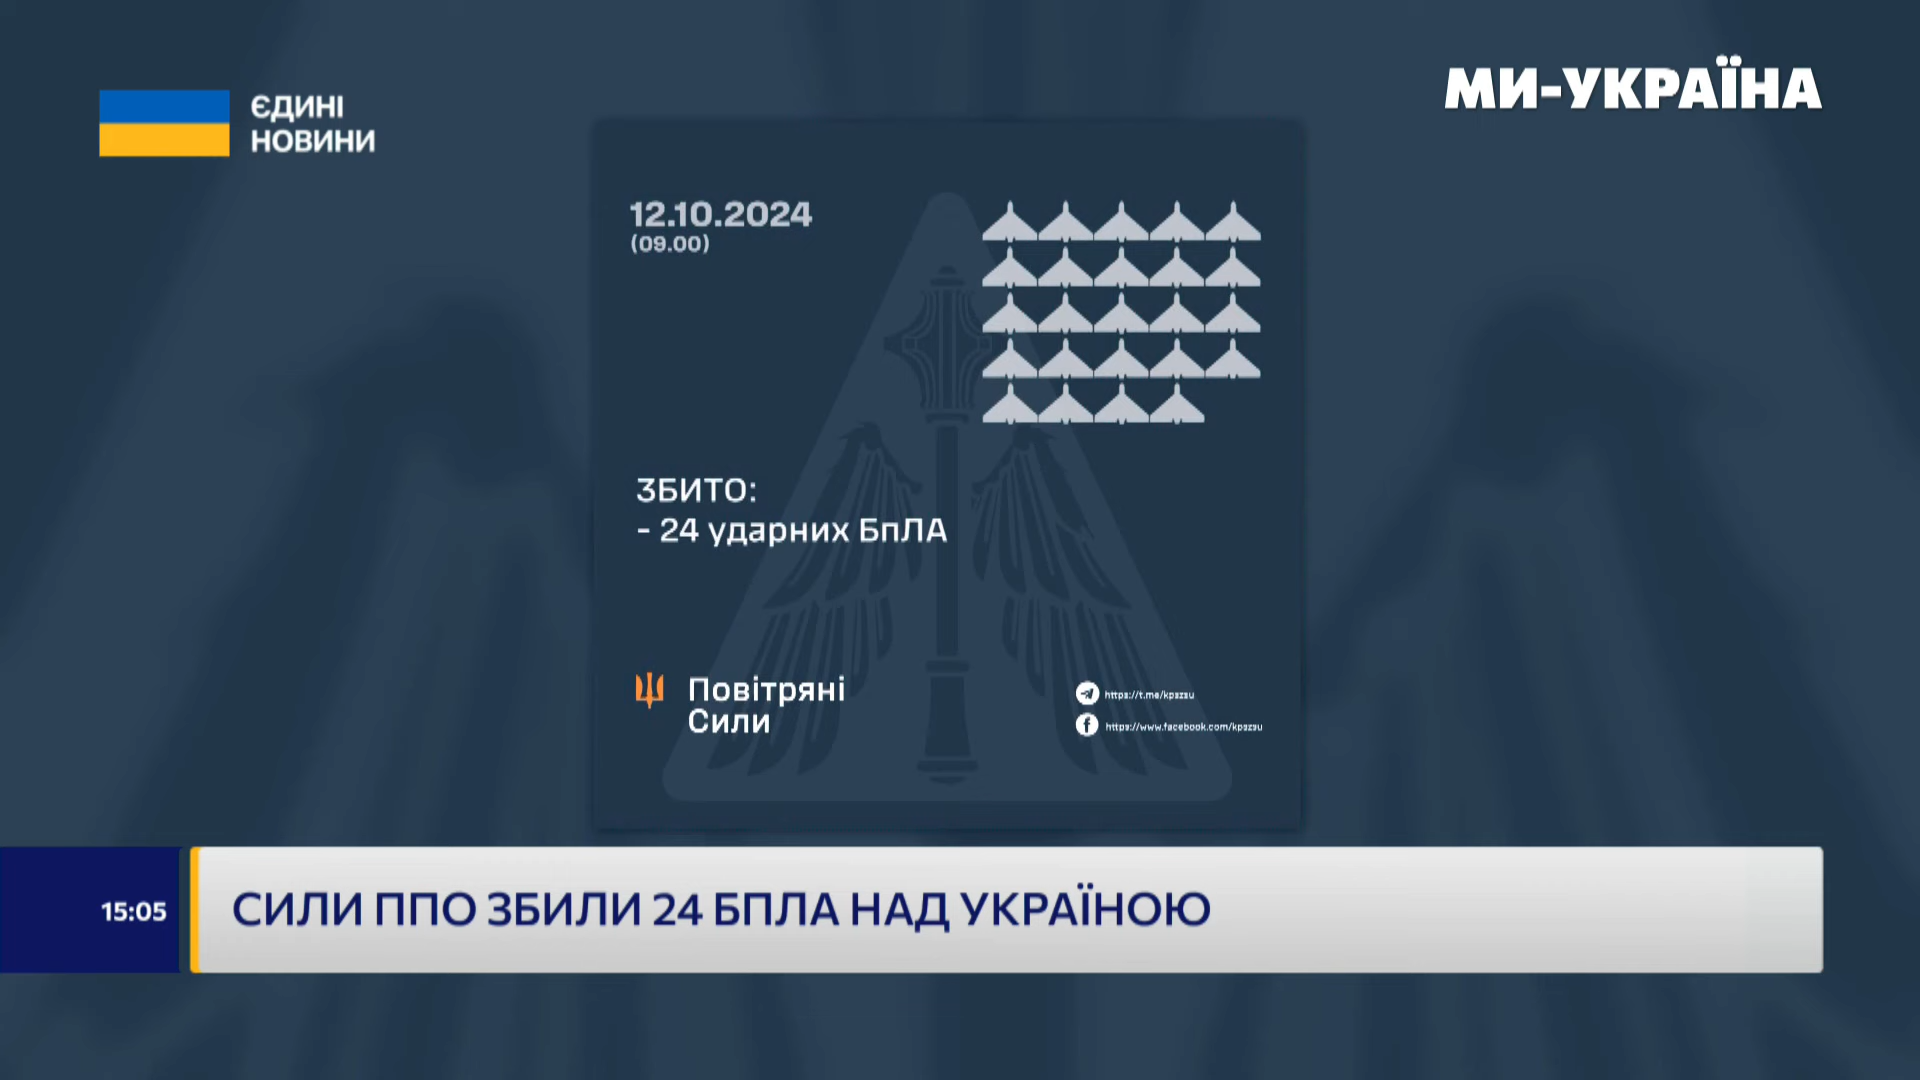 ЄДИНІ
НОВИНИ
МИ-УКРАЇНА
12.10.2024
(09.00)
ЗБИТО:
- 24 ударних БпЛА
Повітряні
Сили
https://t.me/kpszsu
https://www.facebook.com/kpszsu
15:05
СИЛИ ППО ЗБИЛИ 24 БПЛА НАД УКРАЇНОЮ